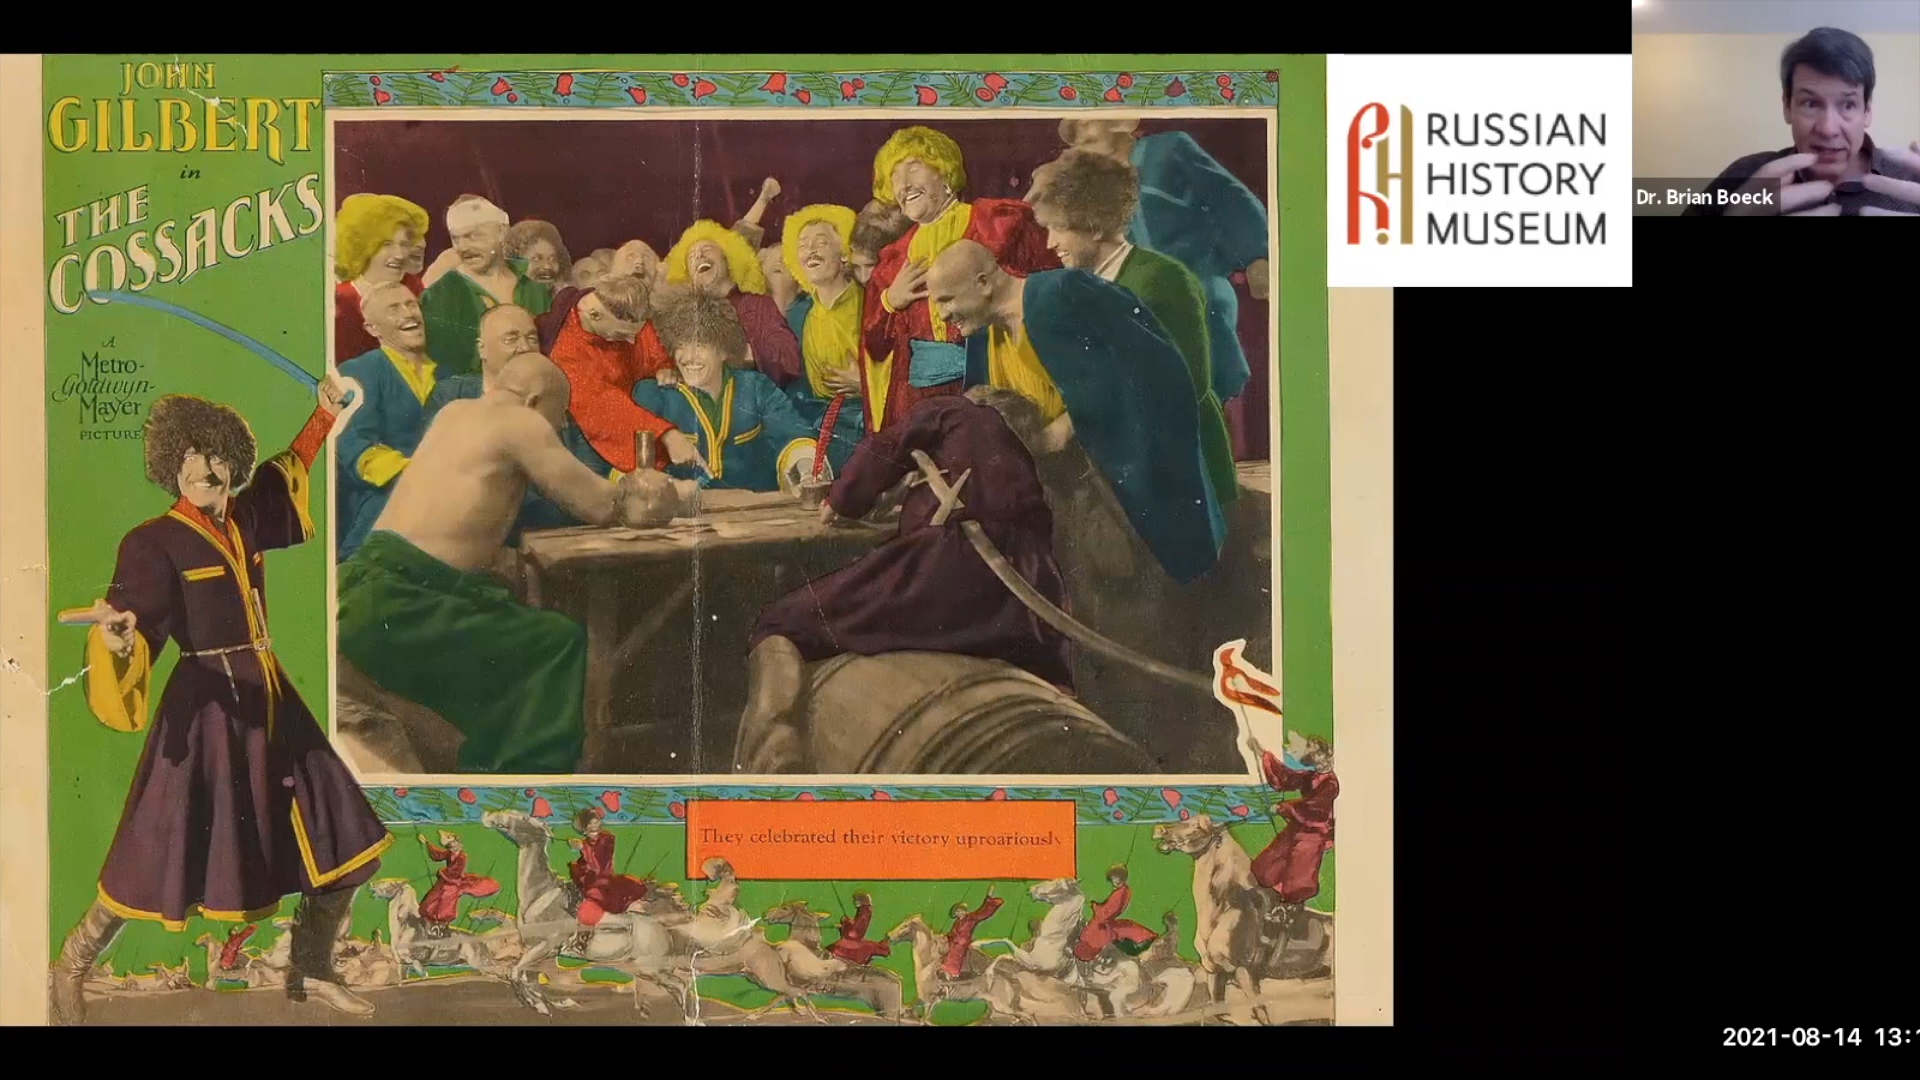 JOHN
GILBERT
in
THE
COSSACKS
A
Metro-
Goldwyn-
Mayer
PICTURE
They celebrated their victory uproariously
RUSSIAN
HISTORY
MUSEUM
Dr. Brian Boeck
2021-08-14 13: